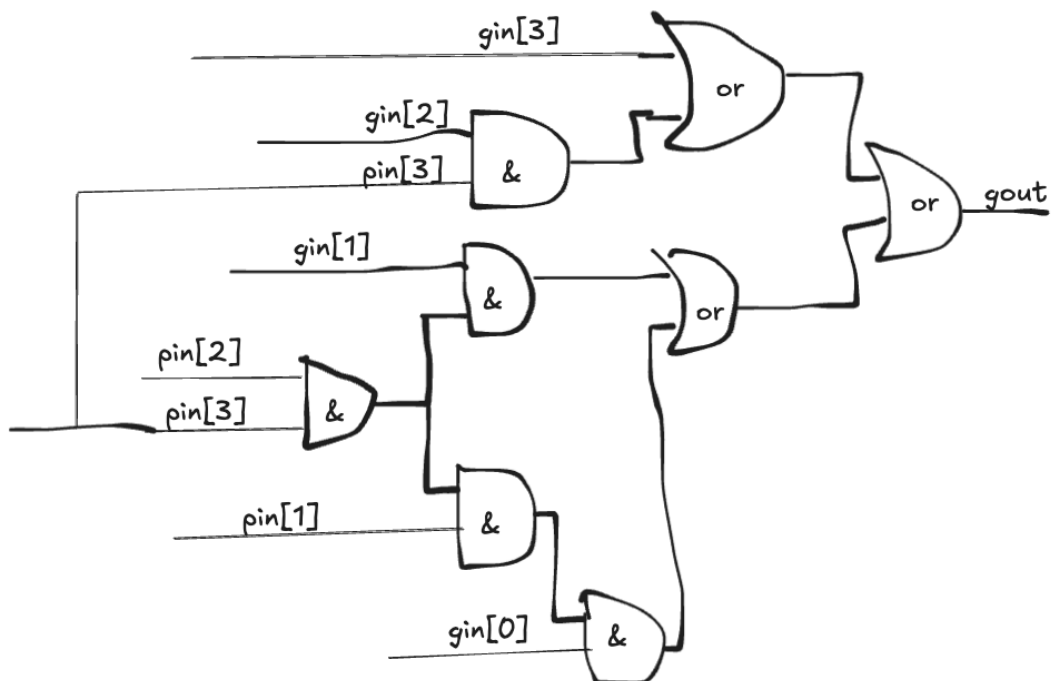 gin[3]
or
gin[2]
pin[3]
&
or
gout
gin[1]
&
or
pin[2]
pin[3]
&
pin[1]
&
gin[0]
&